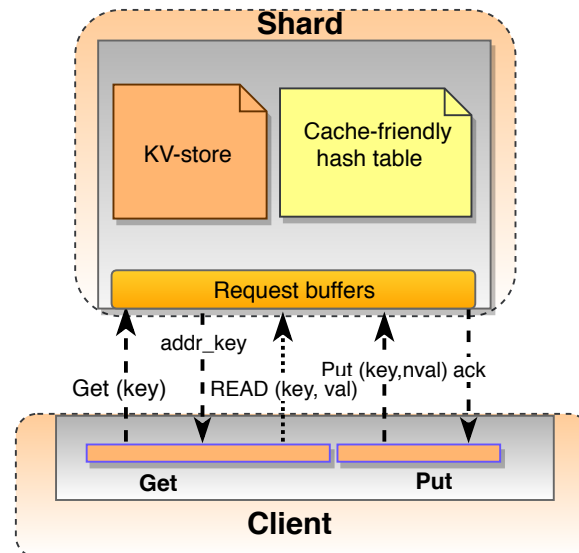 Shard
KV-store
Cache-friendly
hash table
Request buffers
addr_key
Get (key)
READ (key, val)
Put (key,nval)
ack
Get
Put
Client